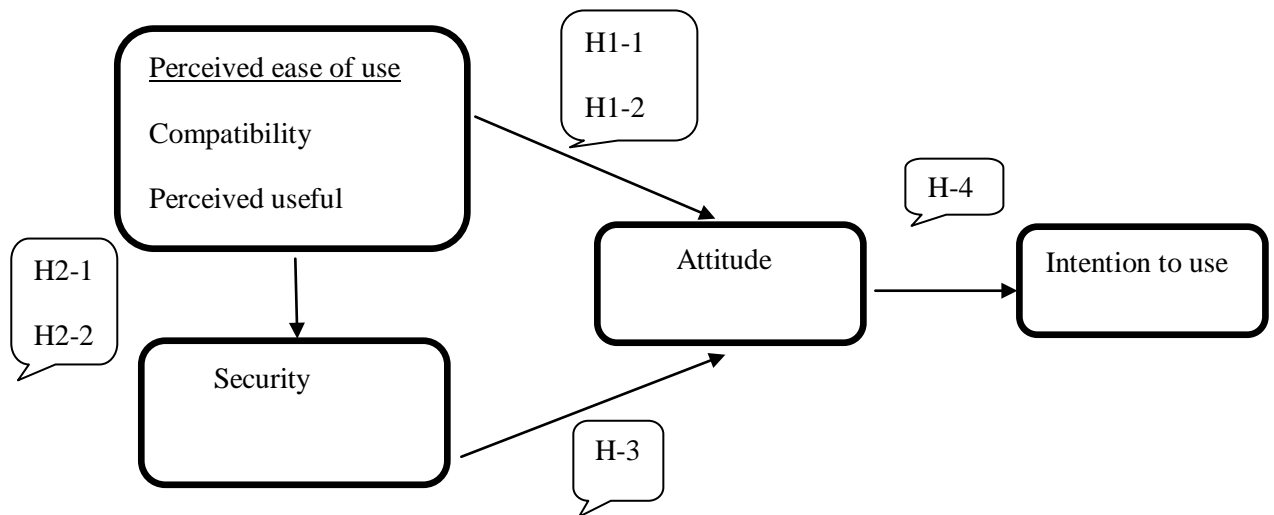 Perceived ease of use
Compatibility
Perceived useful
H1-1
H1-2
H-4
H2-1
H2-2
Attitude
Intention to use
Security
H-3